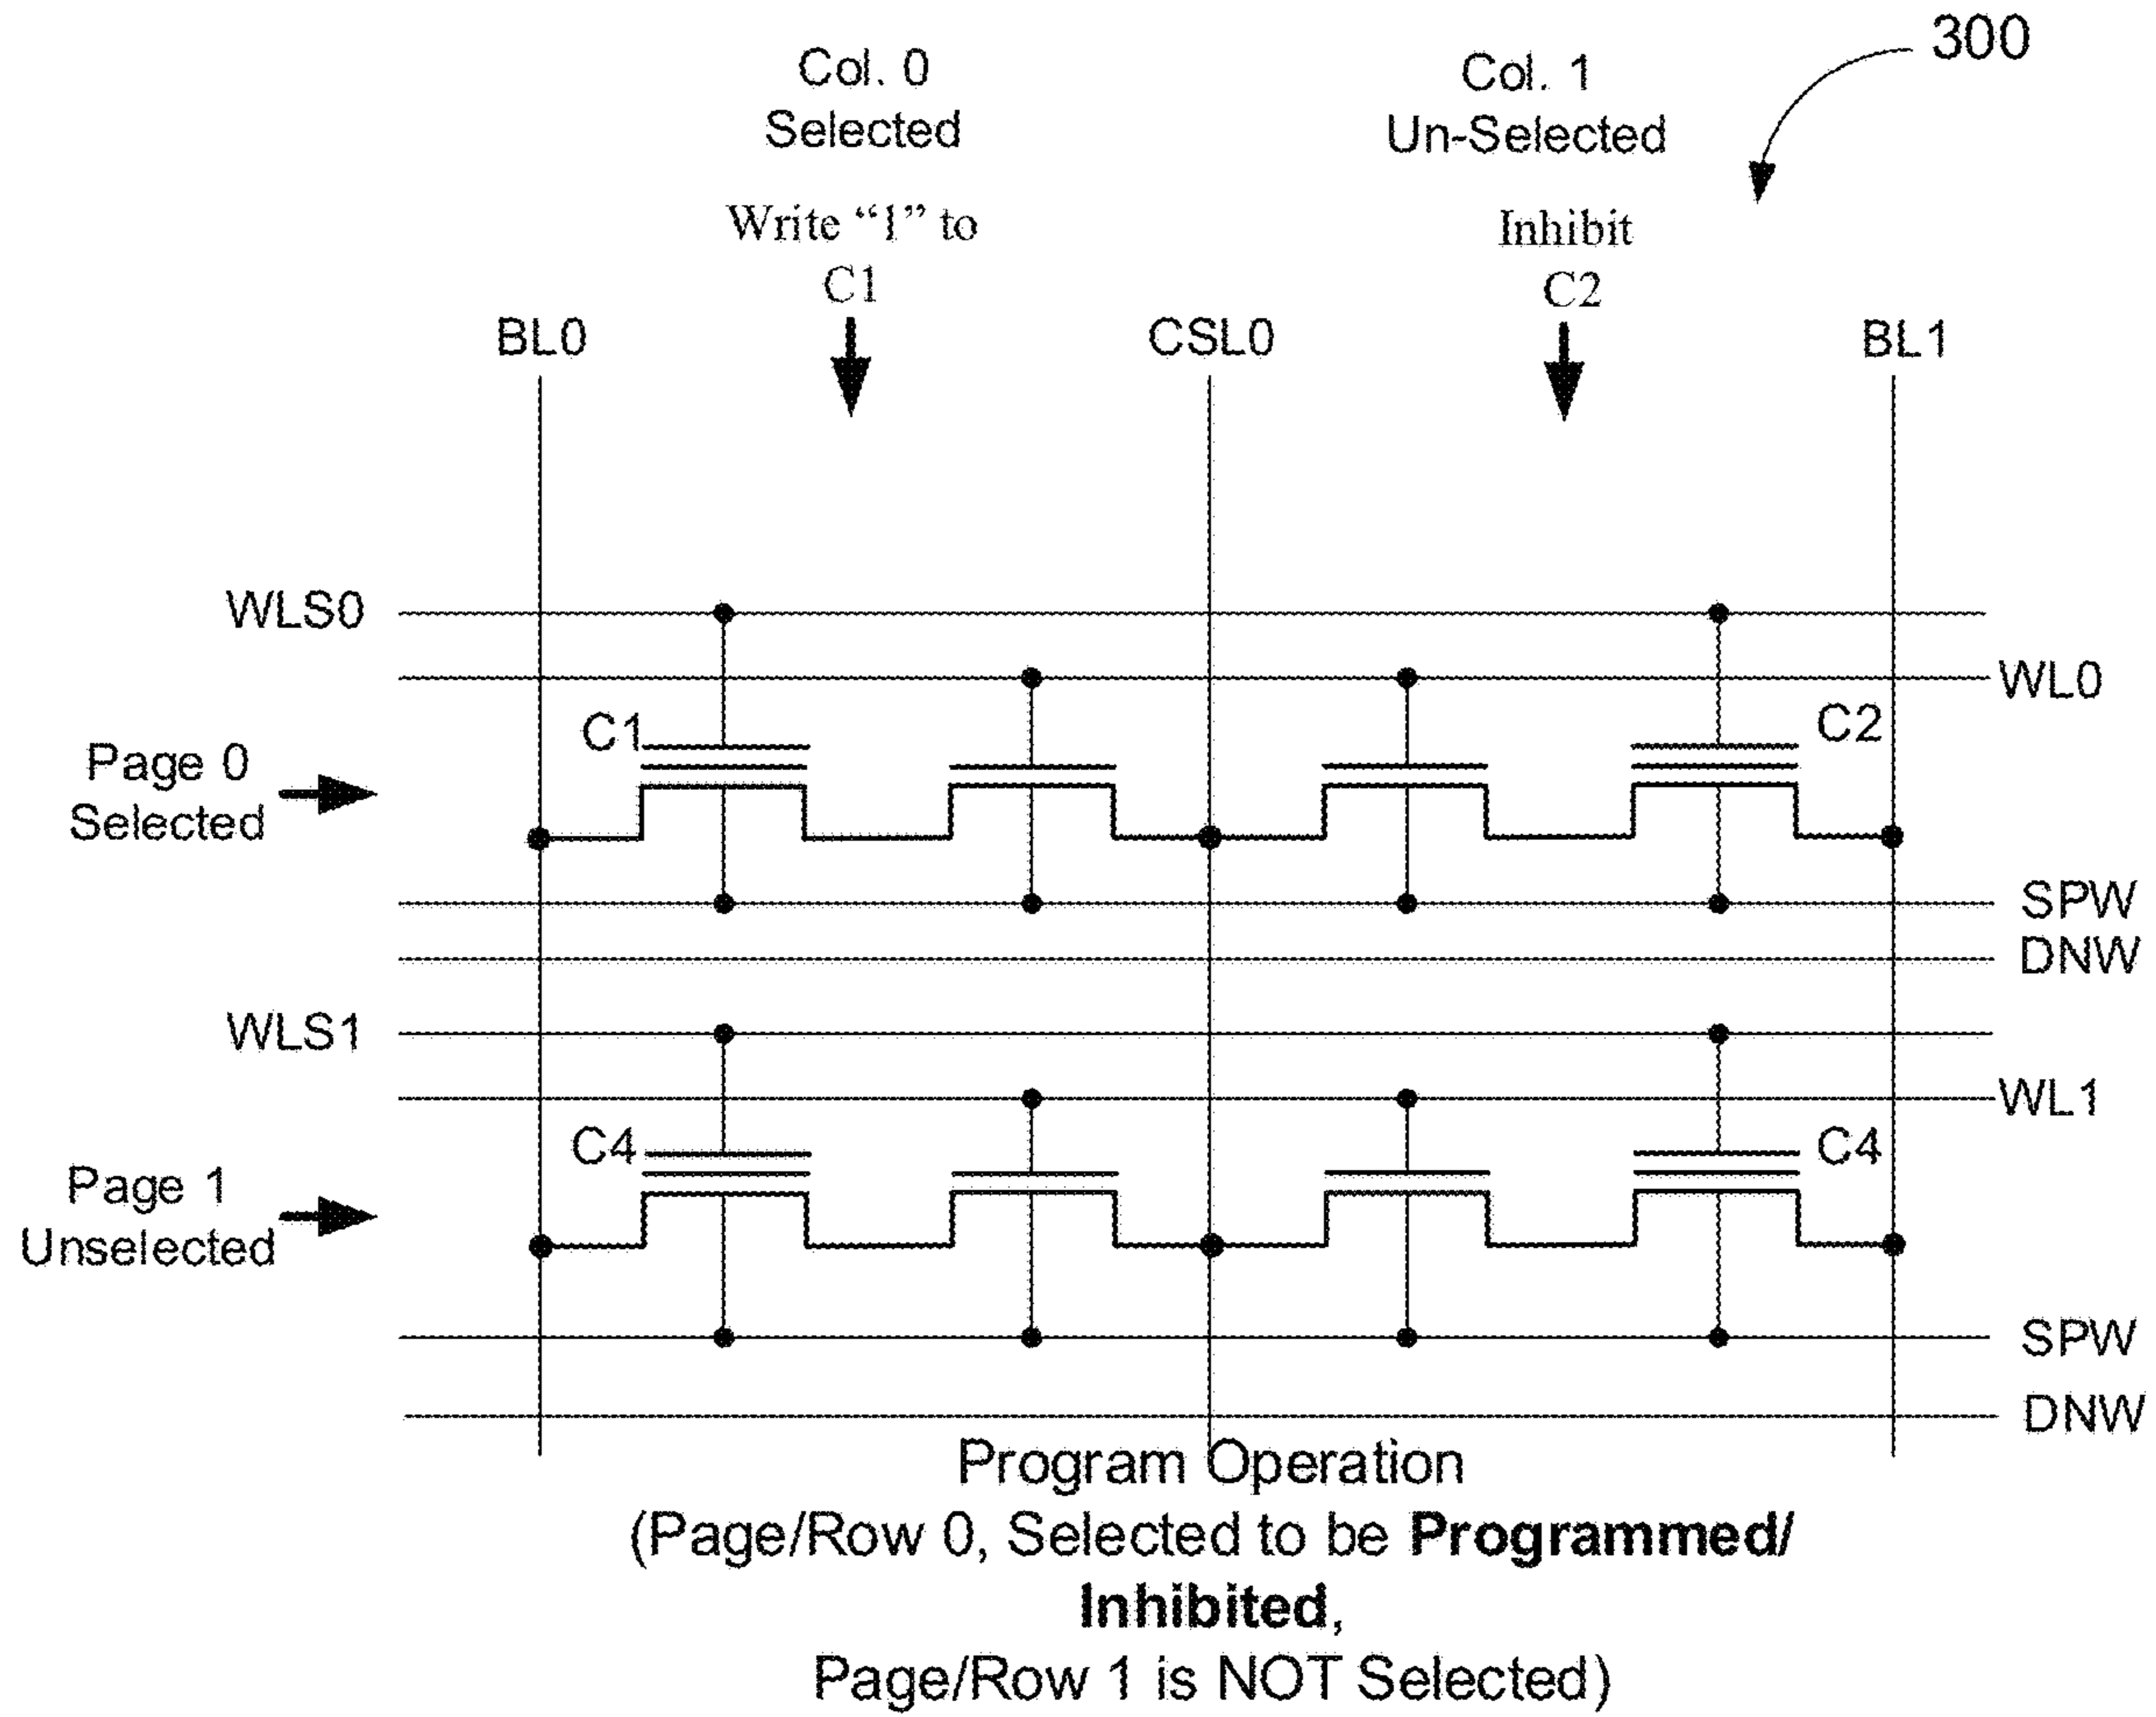 300
Col. 0
Selected
Col. 1
Un-Selected
Write “1” to
C1
Inhibit
C2
BL0
CSL0
BL1
WLS0
WL0
C1
C2
Page 0
Selected
SPW
DNW
WLS1
WL1
C4
C4
Page 1
Unselected
SPW
DNW
Program Operation
(Page/Row 0, Selected to be Programmed/
Inhibited,
Page/Row 1 is NOT Selected)